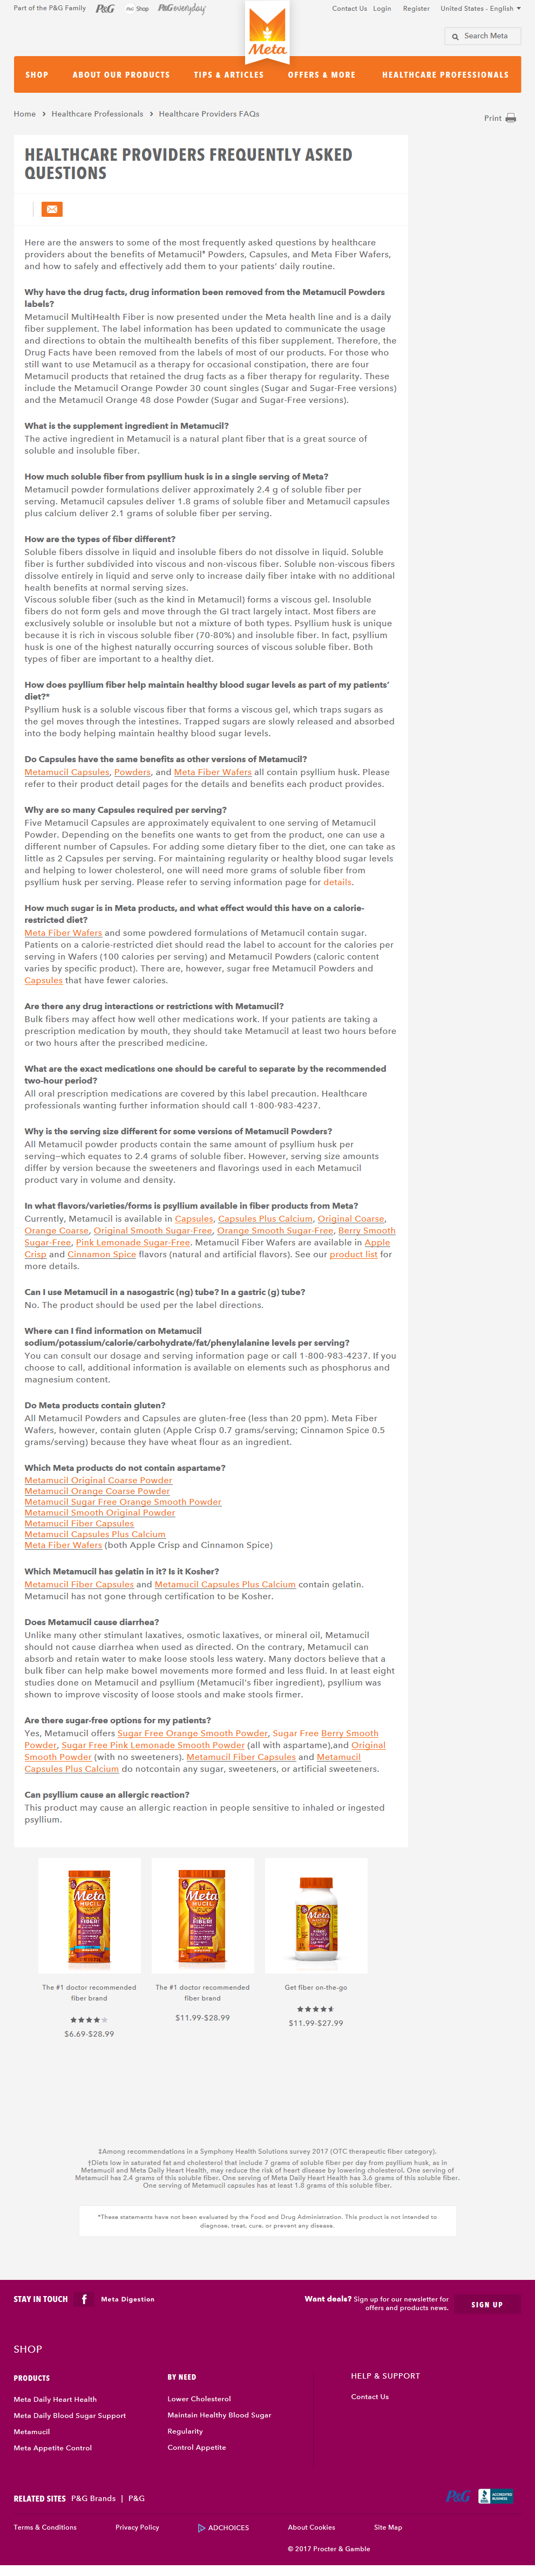 Part of the P&G Family P&G P&G Shop P&G everyday
Contact Us Login Register United States - English
Meta
Search Meta
SHOP ABOUT OUR PRODUCTS TIPS & ARTICLES OFFERS & MORE HEALTHCARE PROFESSIONALS
Home > Healthcare Professionals > Healthcare Providers FAQs
Print
HEALTHCARE PROVIDERS FREQUENTLY ASKED
QUESTIONS
Here are the answers to some of the most frequently asked questions by healthcare
providers about the benefits of Metamucil* Powders, Capsules, and Meta Fiber Wafers,
and how to safely and effectively add them to your patients' daily routine.
Why have the drug facts, drug information been removed from the Metamucil Powders
labels?
Metamucil MultiHealth Fiber is now presented under the Meta health line and is a daily
fiber supplement. The label information has been updated to communicate the usage
and directions to obtain the multihealth benefits of this fiber supplement. Therefore, the
Drug Facts have been removed from the labels of most of our products. For those who
still want to use Metamucil as a therapy for occasional constipation, there are four
Metamucil products that retained the drug facts as a fiber therapy for regularity. These
include the Metamucil Orange Powder 30 count singles (Sugar and Sugar-Free versions)
and the Metamucil Orange 48 dose Powder (Sugar and Sugar-Free versions).
What is the supplement ingredient in Metamucil?
The active ingredient in Metamucil is a natural plant fiber that is a great source of
soluble and insoluble fiber.
How much soluble fiber from psyllium husk is in a single serving of Meta?
Metamucil powder formulations deliver approximately 2.4 g of soluble fiber per
serving. Metamucil capsules deliver 1.8 grams of soluble fiber and Metamucil capsules
plus calcium deliver 2.1 grams of soluble fiber per serving.
How are the types of fiber different?
Soluble fibers dissolve in liquid and insoluble fibers do not dissolve in liquid. Soluble
fiber is further subdivided into viscous and non-viscous fiber. Soluble non-viscous fibers
dissolve entirely in liquid and serve only to increase daily fiber intake with no additional
health benefits at normal serving sizes.
Viscous soluble fiber (such as the kind in Metamucil) forms a viscous gel. Insoluble
fibers do not form gels and move through the GI tract largely intact. Most fibers are
exclusively soluble or insoluble but not a mixture of both types. Psyllium husk is unique
because it is rich in viscous soluble fiber (70-80%) and insoluble fiber. In fact, psyllium
husk is one of the highest naturally occurring sources of viscous soluble fiber. Both
types of fiber are important to a healthy diet.
How does psyllium fiber help maintain healthy blood sugar levels as part of my patients'
diet?*
Psyllium husk is a soluble viscous fiber that forms a viscous gel, which traps sugars as
the gel moves through the intestines. Trapped sugars are slowly released and absorbed
into the body helping maintain healthy blood sugar levels.
Do Capsules have the same benefits as other versions of Metamucil?
Metamucil Capsules, Powders, and Meta Fiber Wafers all contain psyllium husk. Please
refer to their product detail pages for the details and benefits each product provides.
Why are so many Capsules required per serving?
Five Metamucil Capsules are approximately equivalent to one serving of Metamucil
Powder. Depending on the benefits one wants to get from the product, one can use a
different number of Capsules. For adding some dietary fiber to the diet, one can take as
little as 2 Capsules per serving. For maintaining regularity or healthy blood sugar levels
and helping to lower cholesterol, one will need more grams of soluble fiber from
psyllium husk per serving. Please refer to serving information page for details.
How much sugar is in Meta products, and what effect would this have on a calorie-
restricted diet?
Meta Fiber Wafers and some powdered formulations of Metamucil contain sugar.
Patients on a calorie-restricted diet should read the label to account for the calories per
serving in Wafers (100 calories per serving) and Metamucil Powders (caloric content
varies by specific product). There are, however, sugar free Metamucil Powders and
Capsules that have fewer calories.
Are there any drug interactions or restrictions with Metamucil?
Bulk fibers may affect how well other medications work. If your patients are taking a
prescription medication by mouth, they should take Metamucil at least two hours before
or two hours after the prescribed medicine.
What are the exact medications one should be careful to separate by the recommended
two-hour period?
All oral prescription medications are covered by this label precaution. Healthcare
professionals wanting further information should call 1-800-983-4237.
Why is the serving size different for some versions of Metamucil Powders?
All Metamucil powder products contain the same amount of psyllium husk per
serving—which equates to 2.4 grams of soluble fiber. However, serving size amounts
differ by version because the sweeteners and flavorings used in each Metamucil
product vary in volume and density.
In what flavors/varieties/forms is psyllium available in fiber products from Meta?
Currently, Metamucil is available in Capsules, Capsules Plus Calcium, Original Coarse,
Orange Coarse, Original Smooth Sugar-Free, Orange Smooth Sugar-Free, Berry Smooth
Sugar-Free, Pink Lemonade Sugar-Free. Metamucil Fiber Wafers are available in Apple
Crisp and Cinnamon Spice flavors (natural and artificial flavors). See our product list for
more details.
Can I use Metamucil in a nasogastric (ng) tube? In a gastric (g) tube?
No. The product should be used per the label directions.
Where can I find information on Metamucil
sodium/potassium/calorie/carbohydrate/fat/phenylalanine levels per serving?
You can consult our dosage and serving information page or call 1-800-983-4237. If you
choose to call, additional information is available on elements such as phosphorus and
magnesium content.
Do Meta products contain gluten?
All Metamucil Powders and Capsules are gluten-free (less than 20 ppm). Meta Fiber
Wafers, however, contain gluten (Apple Crisp 0.7 grams/serving; Cinnamon Spice 0.5
grams/serving) because they have wheat flour as an ingredient.
Which Meta products do not contain aspartame?
Metamucil Original Coarse Powder
Metamucil Orange Coarse Powder
Metamucil Sugar Free Orange Smooth Powder
Metamucil Smooth Original Powder
Metamucil Fiber Capsules
Metamucil Capsules Plus Calcium
Meta Fiber Wafers (both Apple Crisp and Cinnamon Spice)
Which Metamucil has gelatin in it? Is it Kosher?
Metamucil Fiber Capsules and Metamucil Capsules Plus Calcium contain gelatin.
Metamucil has not gone through certification to be Kosher.
Does Metamucil cause diarrhea?
Unlike many other stimulant laxatives, osmotic laxatives, or mineral oil, Metamucil
should not cause diarrhea when used as directed. On the contrary, Metamucil can
absorb and retain water to make loose stools less watery. Many doctors believe that a
bulk fiber can help make bowel movements more formed and less fluid. In at least eight
studies done on Metamucil and psyllium (Metamucil's fiber ingredient), psyllium was
shown to improve viscosity of loose stools and make stools firmer.
Are there sugar-free options for my patients?
Yes, Metamucil offers Sugar Free Orange Smooth Powder, Sugar Free Berry Smooth
Powder, Sugar Free Pink Lemonade Smooth Powder (all with aspartame),and Original
Smooth Powder (with no sweeteners). Metamucil Fiber Capsules and Metamucil
Capsules Plus Calcium do notcontain any sugar, sweeteners, or artificial sweeteners.
Can psyllium cause an allergic reaction?
This product may cause an allergic reaction in people sensitive to inhaled or ingested
psyllium.
Meta MUCIL FIBER! Meta MUCIL FIBER! Meta MUCIL
The #1 doctor recommended
fiber brand
$6.69-$28.99
The #1 doctor recommended
fiber brand
$11.99-$28.99
Get fiber on-the-go
$11.99-$27.99
‡Among recommendations in a Symphony Health Solutions survey 2017 (OTC therapeutic fiber category).
†Diets low in saturated fat and cholesterol that include 7 grams of soluble fiber per day from psyllium husk, as in
Metamucil and Meta Daily Heart Health, may reduce the risk of heart disease by lowering cholesterol. One serving of
Metamucil has 2.4 grams of this soluble fiber. One serving of Meta Daily Heart Health has 3.6 grams of this soluble fiber.
One serving of Metamucil capsules has at least 1.8 grams of this soluble fiber.
*These statements have not been evaluated by the Food and Drug Administration. This product is not intended to
diagnose, treat, cure, or prevent any disease.
STAY IN TOUCH f Meta Digestion
Want deals? Sign up for our newsletter for
offers and products news.
SIGN UP
SHOP
PRODUCTS
Meta Daily Heart Health
Meta Daily Blood Sugar Support
Metamucil
Meta Appetite Control
BY NEED
Lower Cholesterol
Maintain Healthy Blood Sugar
Regularity
Control Appetite
HELP & SUPPORT
Contact Us
RELATED SITES P&G Brands | P&G
P&G BBB ACCREDITED BUSINESS
Terms & Conditions Privacy Policy ADCHOICES About Cookies Site Map
© 2017 Procter & Gamble